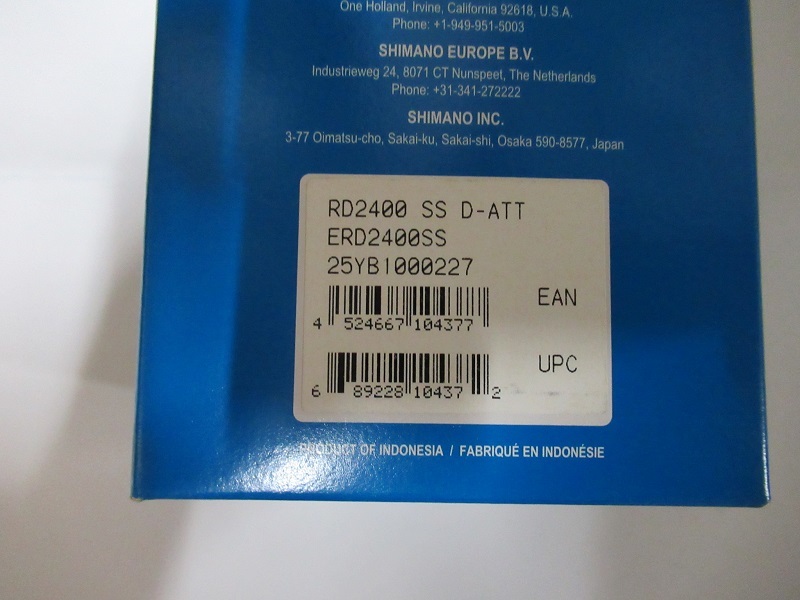 One Holland, Irvine, California 92618, U.S.A.
Phone: +1-949-951-5003
SHIMANO EUROPE B.V.
Industrieweg 24, 8071 CT Nunspeet, The Netherlands
Phone: +31-341-272222
SHIMANO INC.
3-77 Oimatsu-cho, Sakai-ku, Sakai-shi, Osaka 590-8577, Japan
RD2400 SS D-ATT
ERD2400SS
25YB1000227
EAN
4 524667 104377
UPC
6 89228 10437 2
PRODUCT OF INDONESIA / FABRIQUÉ EN INDONÉSIE